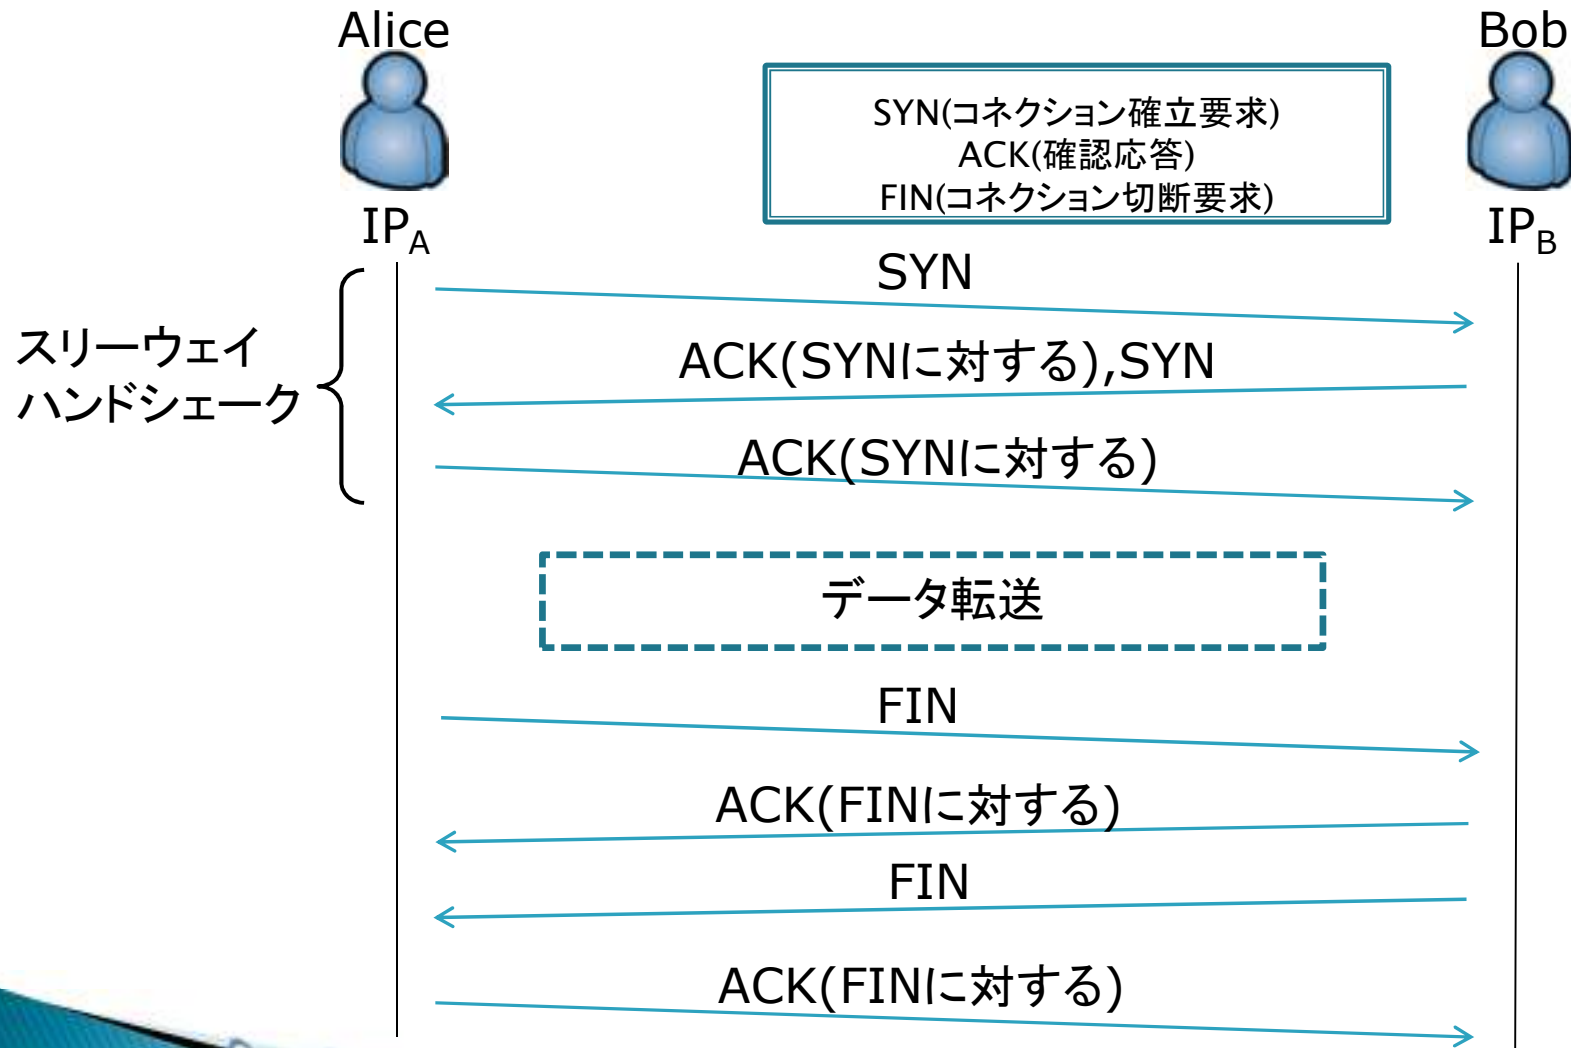 Alice
Bob
SYN(コネクション確立要求)
ACK(確認応答)
FIN(コネクション切断要求)
IPA
IPB
SYN
スリーウェイ
ハンドシェーク
ACK(SYNに対する),SYN
ACK(SYNに対する)
データ転送
FIN
ACK(FINに対する)
FIN
ACK(FINに対する)